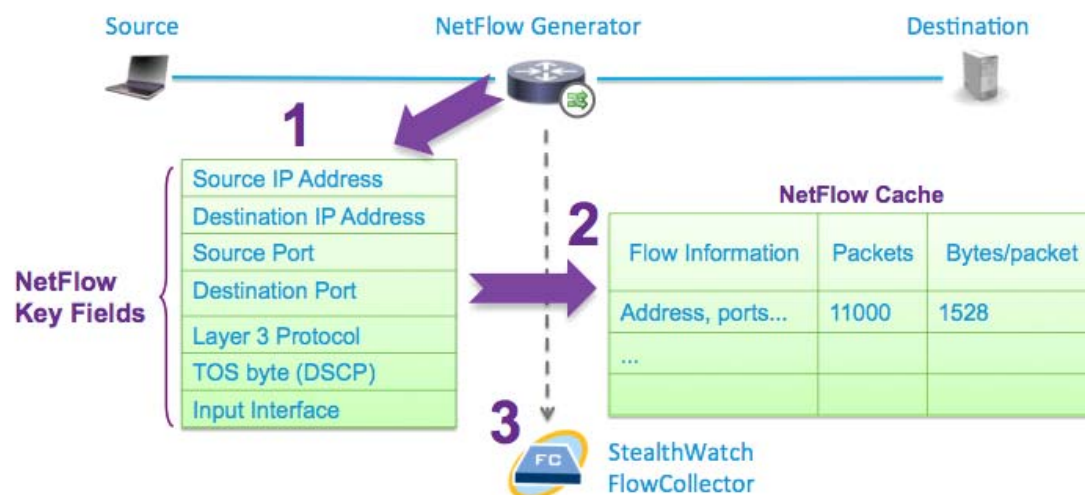 Source
NetFlow Generator
Destination
1
Source IP Address
Destination IP Address
Source Port
Destination Port
Layer 3 Protocol
TOS byte (DSCP)
Input Interface
NetFlow
Key Fields
2
NetFlow Cache
Flow Information Packets Bytes/packet
Address, ports... 11000 1528
...
3
FC
StealthWatch
FlowCollector